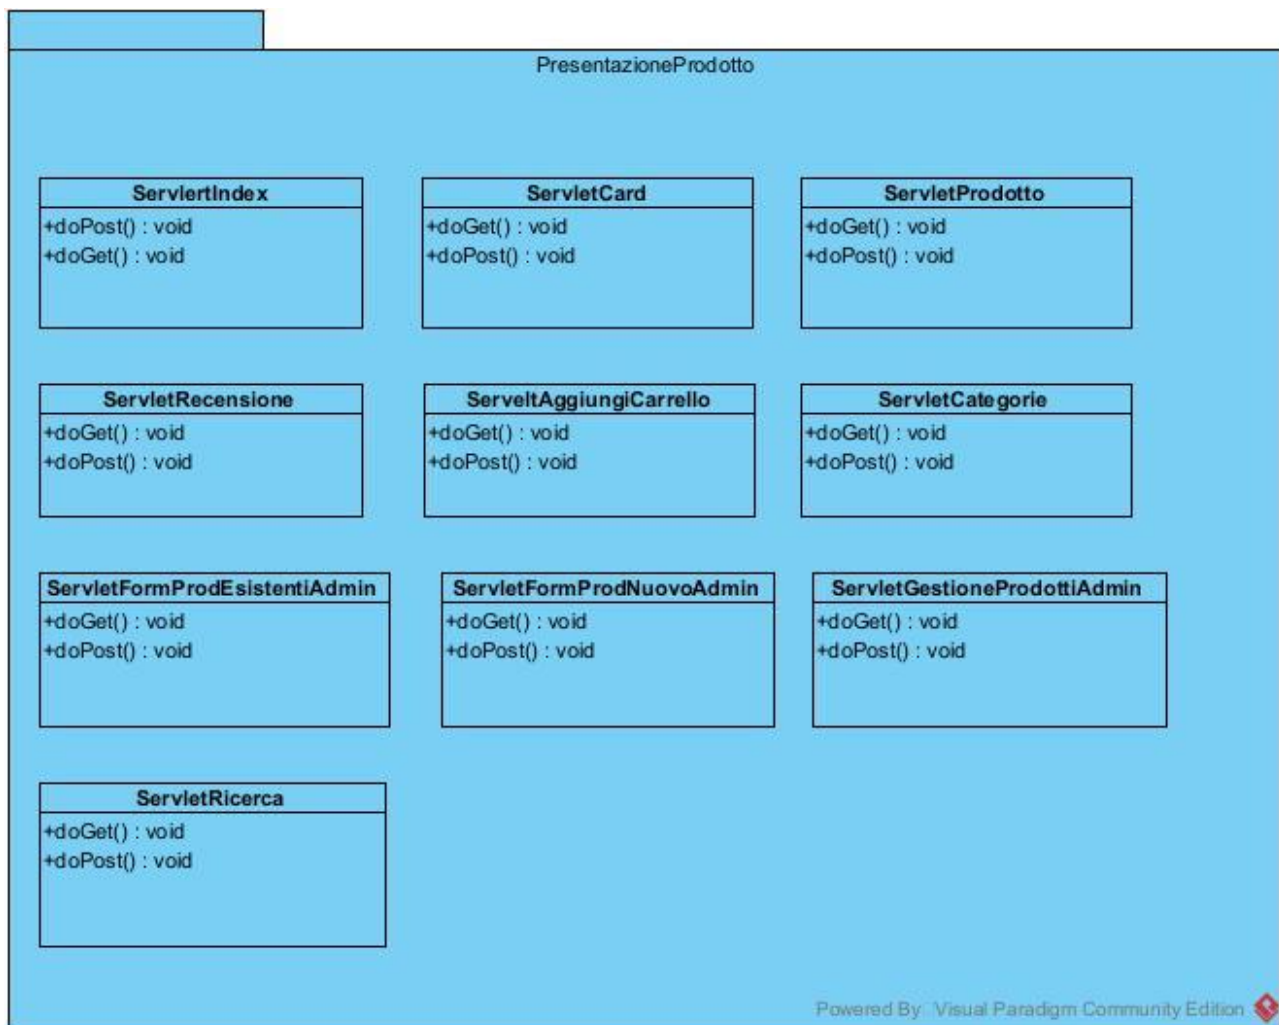 PresentazioneProdotto
ServlertIndex
+doPost() : void
+doGet() : void
ServletCard
+doGet() : void
+doPost() : void
ServletProdotto
+doGet() : void
+doPost() : void
ServletRecensione
+doGet() : void
+doPost() : void
ServeltAggiungiCarrello
+doGet() : void
+doPost() : void
ServletCategorie
+doGet() : void
+doPost() : void
ServletFormProdEsistentiAdmin
+doGet() : void
+doPost() : void
ServletFormProdNuovoAdmin
+doGet() : void
+doPost() : void
ServletGestioneProdottiAdmin
+doGet() : void
+doPost() : void
ServletRicerca
+doGet() : void
+doPost() : void
Powered By Visual Paradigm Community Edition